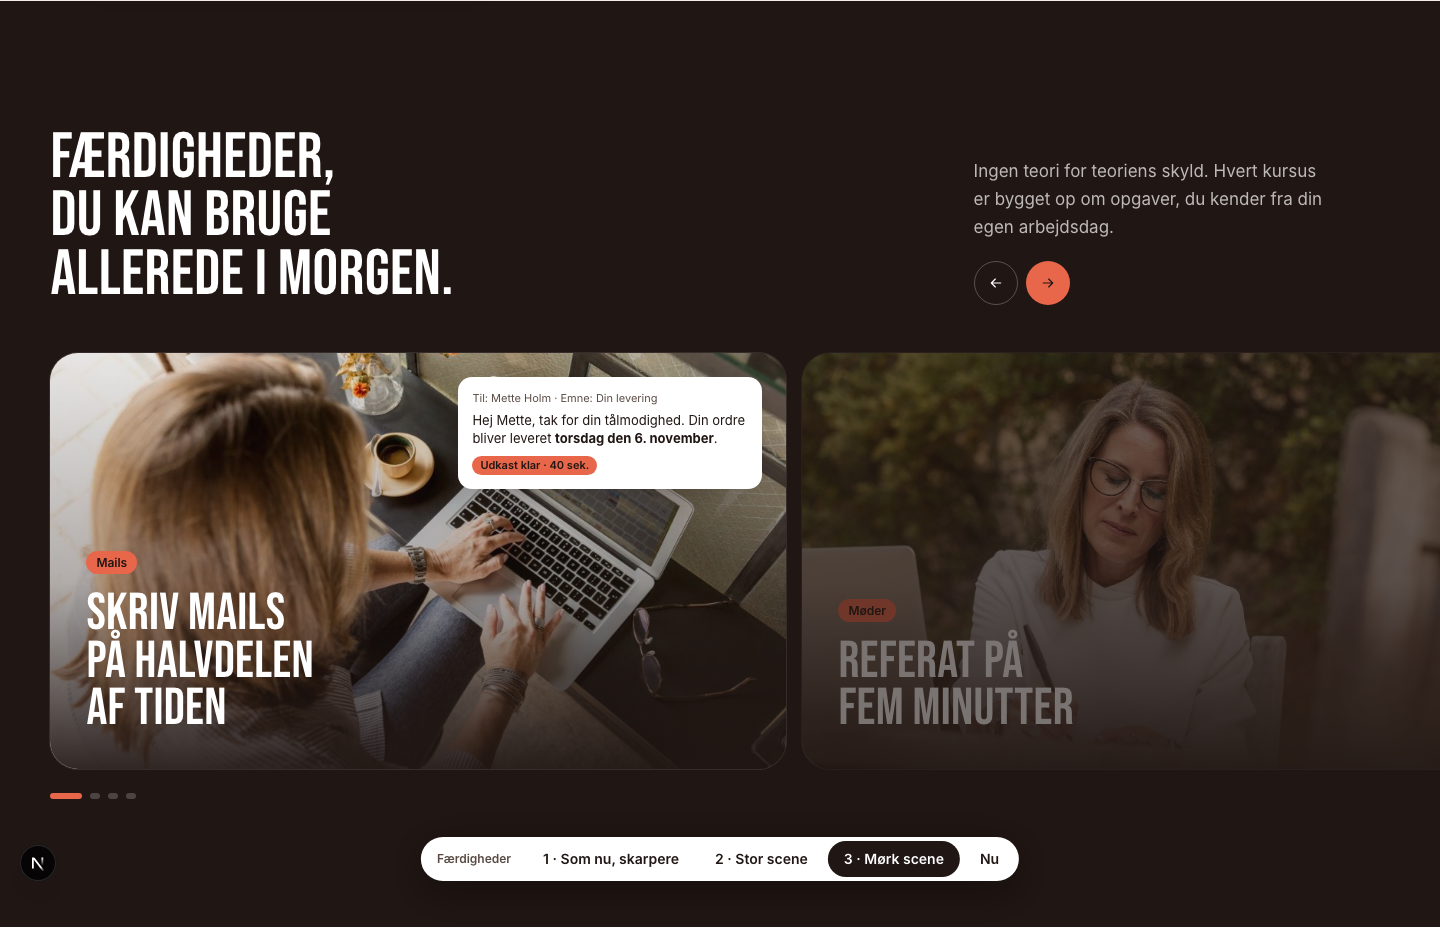 FÆRDIGHEDER,
DU KAN BRUGE
ALLEREDE I MORGEN.
Ingen teori for teoriens skyld. Hvert kursus
er bygget op om opgaver, du kender fra din
egen arbejdsdag.
Til: Mette Holm · Emne: Din levering
Hej Mette, tak for din tålmodighed. Din ordre
bliver leveret torsdag den 6. november.
Udkast klar · 40 sek.
Mails
SKRIV MAILS
PÅ HALVDELEN
AF TIDEN
Møder
REFERAT PÅ
FEM MINUTTER
Færdigheder
1 · Som nu, skarpere
2 · Stor scene
3 · Mørk scene
Nu
N